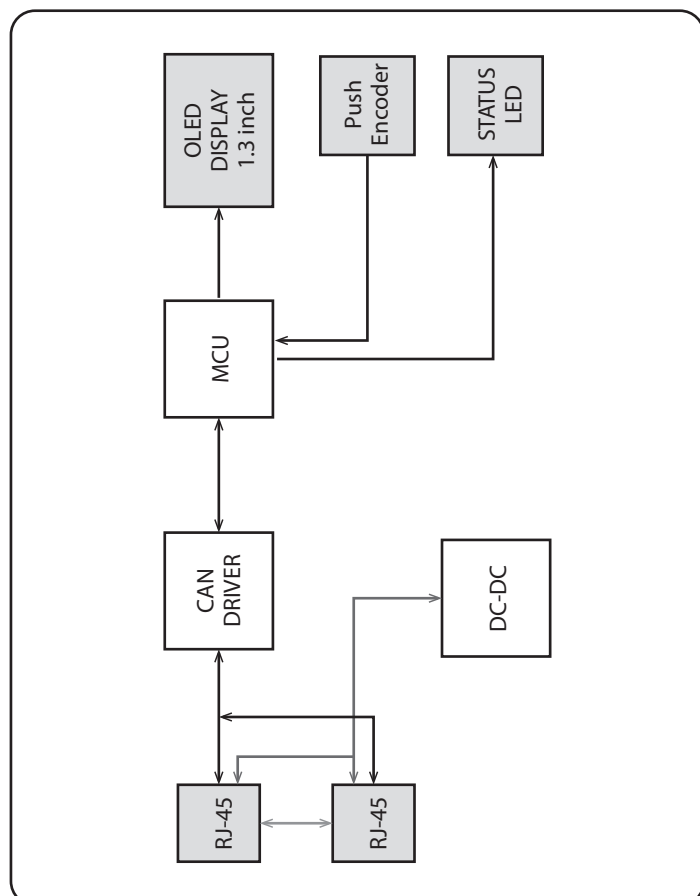 OLED
DISPLAY
1.3 inch
Push
Encoder
STATUS
LED
MCU
CAN
DRIVER
DC-DC
RJ-45
RJ-45